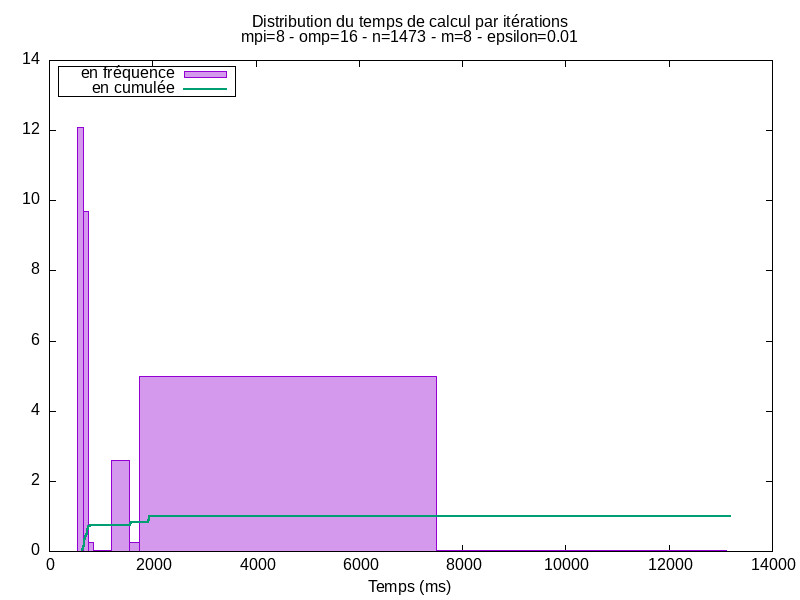 Distribution du temps de calcul par itérations
mpi=8 - omp=16 - n=1473 - m=8 - epsilon=0.01
14
en fréquence
en cumulée
12
10
8
6
4
2
0
0 2000 4000 6000 8000 10000 12000 14000
Temps (ms)